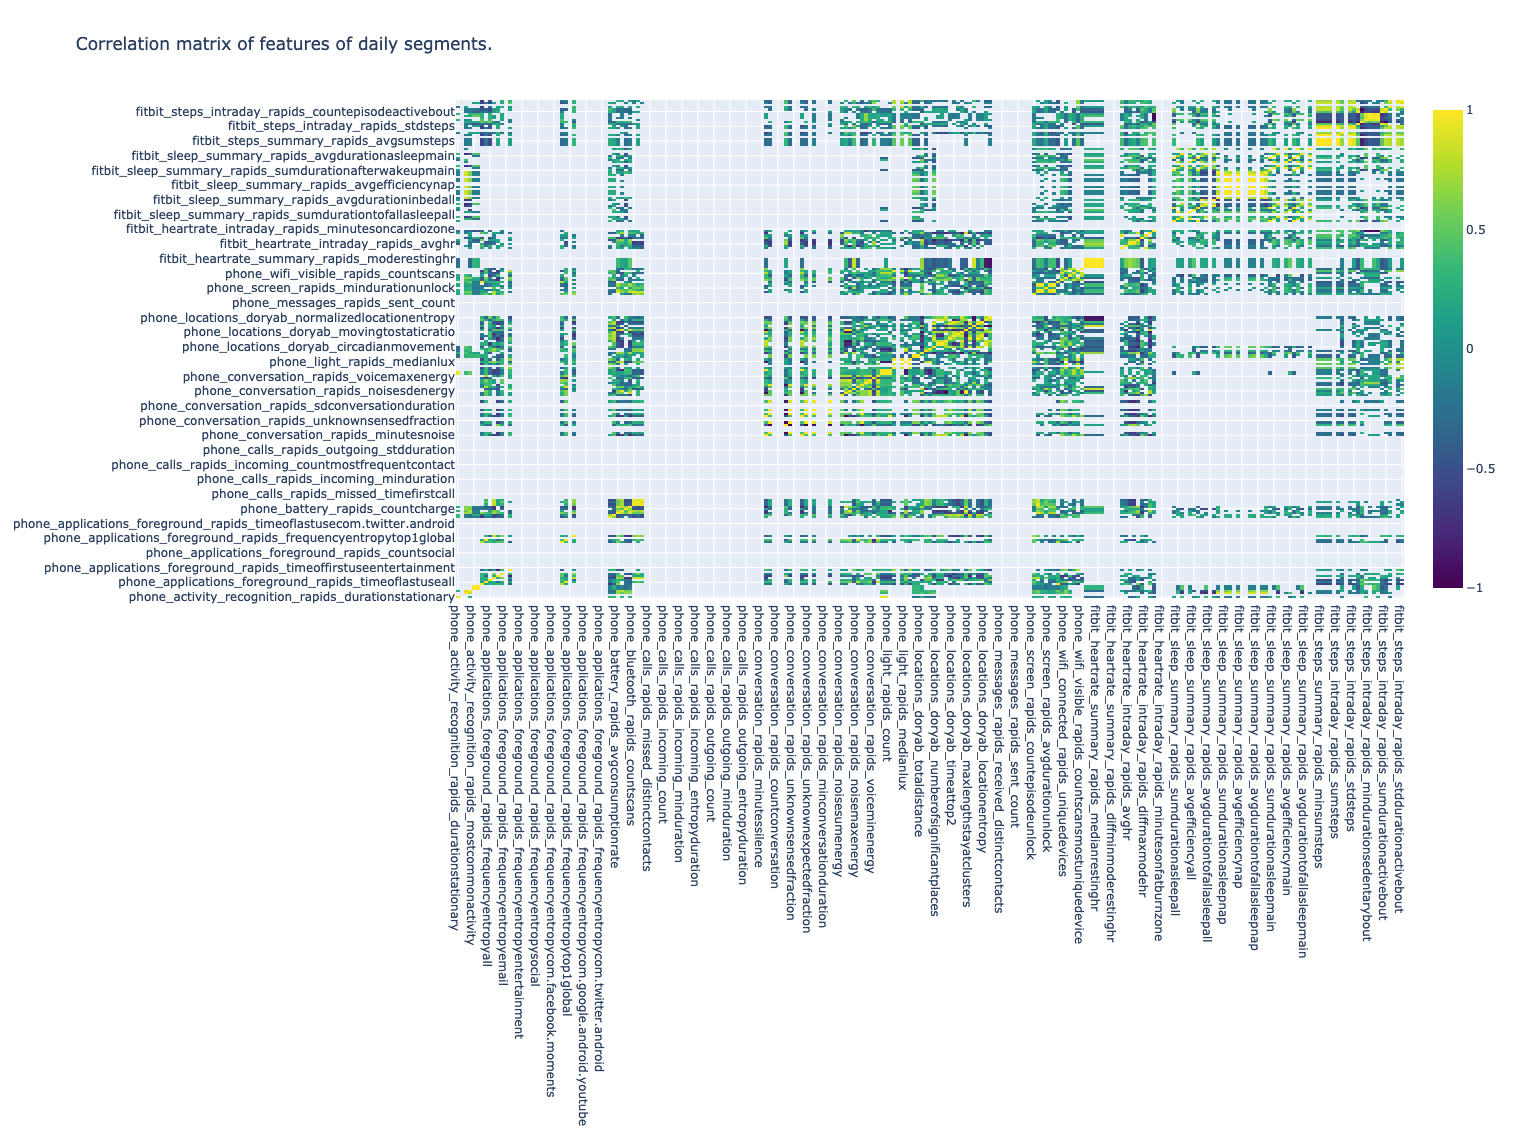 Correlation matrix of features of daily segments.
fitbit_steps_intraday_rapids_countepisodeactivebout
fitbit_steps_intraday_rapids_stdsteps
fitbit_steps_summary_rapids_avgsumsteps
fitbit_sleep_summary_rapids_avgdurationasleepmain
fitbit_sleep_summary_rapids_sumdurationafterwakeupmain
fitbit_sleep_summary_rapids_avgefficiencynap
fitbit_sleep_summary_rapids_avgdurationinbedall
fitbit_sleep_summary_rapids_sumdurationtofallasleepall
fitbit_heartrate_intraday_rapids_minutesoncardiozone
fitbit_heartrate_intraday_rapids_avghr
fitbit_heartrate_summary_rapids_moderestinghr
phone_wifi_visible_rapids_countscans
phone_screen_rapids_mindurationunlock
phone_messages_rapids_sent_count
phone_locations_doryab_normalizedlocationentropy
phone_locations_doryab_movingtostaticratio
phone_locations_doryab_circadianmovement
phone_light_rapids_medianlux
phone_conversation_rapids_voicemaxenergy
phone_conversation_rapids_noisesdenergy
phone_conversation_rapids_sdconversationduration
phone_conversation_rapids_unknownsensedfraction
phone_conversation_rapids_minutesnoise
phone_calls_rapids_outgoing_stdduration
phone_calls_rapids_incoming_countmostfrequentcontact
phone_calls_rapids_incoming_minduration
phone_calls_rapids_missed_timefirstcall
phone_battery_rapids_countcharge
phone_applications_foreground_rapids_timeoflastusecom.twitter.android
phone_applications_foreground_rapids_frequencyentropytop1global
phone_applications_foreground_rapids_countsocial
phone_applications_foreground_rapids_timeoffirstuseentertainment
phone_applications_foreground_rapids_timeoflastuseall
phone_activity_recognition_rapids_durationstationary
1
0.5
0
−0.5
−1
phone_activity_recognition_rapids_durationstationary
phone_activity_recognition_rapids_mostcommonactivity
phone_applications_foreground_rapids_frequencyentropyall
phone_applications_foreground_rapids_frequencyentropyemail
phone_applications_foreground_rapids_frequencyentropyentertainment
phone_applications_foreground_rapids_frequencyentropysocial
phone_applications_foreground_rapids_frequencyentropycom.facebook.moments
phone_applications_foreground_rapids_frequencyentropytop1global
phone_applications_foreground_rapids_frequencyentropycom.google.android.youtube
phone_applications_foreground_rapids_frequencyentropycom.twitter.android
phone_battery_rapids_avgconsumptionrate
phone_bluetooth_rapids_countscans
phone_calls_rapids_missed_distinctcontacts
phone_calls_rapids_incoming_count
phone_calls_rapids_incoming_minduration
phone_calls_rapids_incoming_entropyduration
phone_calls_rapids_outgoing_count
phone_calls_rapids_outgoing_minduration
phone_calls_rapids_outgoing_entropyduration
phone_conversation_rapids_minutessilence
phone_conversation_rapids_countconversation
phone_conversation_rapids_unknownsensedfraction
phone_conversation_rapids_unknownexpectedfraction
phone_conversation_rapids_minconversationduration
phone_conversation_rapids_noisesumenergy
phone_conversation_rapids_noisemaxenergy
phone_conversation_rapids_voiceminenergy
phone_light_rapids_count
phone_light_rapids_medianlux
phone_locations_doryab_totaldistance
phone_locations_doryab_numberofsignificantplaces
phone_locations_doryab_timeattop2
phone_locations_doryab_maxlengthstayatclusters
phone_locations_doryab_locationentropy
phone_messages_rapids_received_distinctcontacts
phone_messages_rapids_sent_count
phone_screen_rapids_countepisodeunlock
phone_screen_rapids_avgdurationunlock
phone_wifi_connected_rapids_uniquedevices
phone_wifi_visible_rapids_countscansmostuniquedevice
fitbit_heartrate_summary_rapids_medianrestinghr
fitbit_heartrate_summary_rapids_diffminmoderestinghr
fitbit_heartrate_intraday_rapids_avghr
fitbit_heartrate_intraday_rapids_diffmaxmodehr
fitbit_heartrate_intraday_rapids_minutesonfatburnzone
fitbit_sleep_summary_rapids_sumdurationasleepall
fitbit_sleep_summary_rapids_avgefficiencyall
fitbit_sleep_summary_rapids_avgdurationtofallasleepall
fitbit_sleep_summary_rapids_sumdurationasleepnap
fitbit_sleep_summary_rapids_avgefficiencynap
fitbit_sleep_summary_rapids_avgdurationtofallasleepnap
fitbit_sleep_summary_rapids_sumdurationasleepmain
fitbit_sleep_summary_rapids_avgefficiencymain
fitbit_sleep_summary_rapids_avgdurationtofallasleepmain
fitbit_steps_summary_rapids_minsumsteps
fitbit_steps_intraday_rapids_sumsteps
fitbit_steps_intraday_rapids_stdsteps
fitbit_steps_intraday_rapids_mindurationsedentarybout
fitbit_steps_intraday_rapids_sumdurationactivebout
fitbit_steps_intraday_rapids_stddurationactivebout